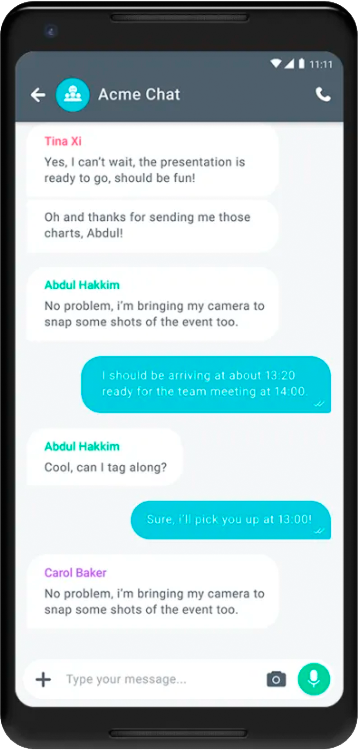 11:11
Acme Chat
Tina Xi
Yes, I can't wait, the presentation is
ready to go, should be fun!
Oh and thanks for sending me those
charts, Abdul!
Abdul Hakkim
No problem, i'm bringing my camera to
snap some shots of the event too.
I should be arriving at about 13:20
ready for the team meeting at 14:00.
Abdul Hakkim
Cool, can I tag along?
Sure, i'll pick you up at 13:00!
Carol Baker
No problem, i'm bringing my camera to
snap some shots of the event too.
Type your message...